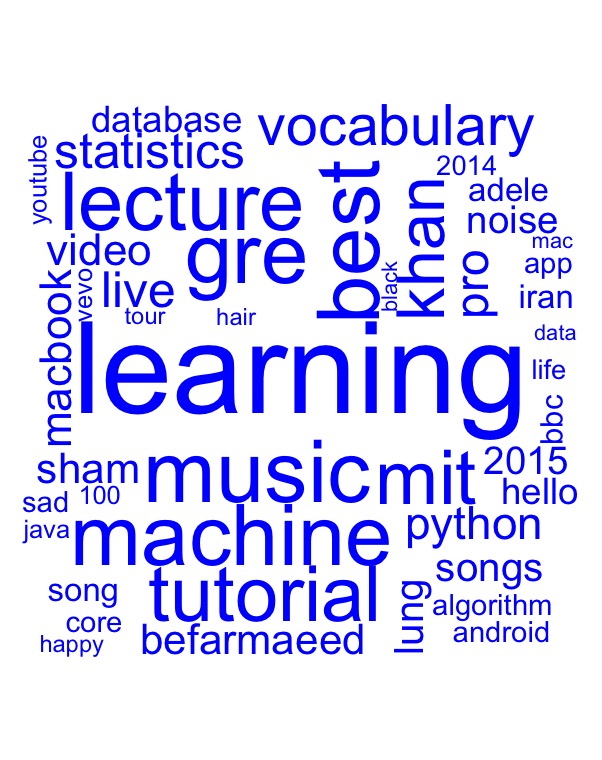 database
vocabulary
youtube
statistics
2014
lecture
best
khan
adele
noise
video
gre
pro
mac
app
vevo
live
black
iran
macbook
tour
hair
data
learning
life
bbc
sham
music
mit
2015
sad
100
hello
java
machine
python
song
tutorial
lung
songs
algorithm
core
android
happy
befarmaeed